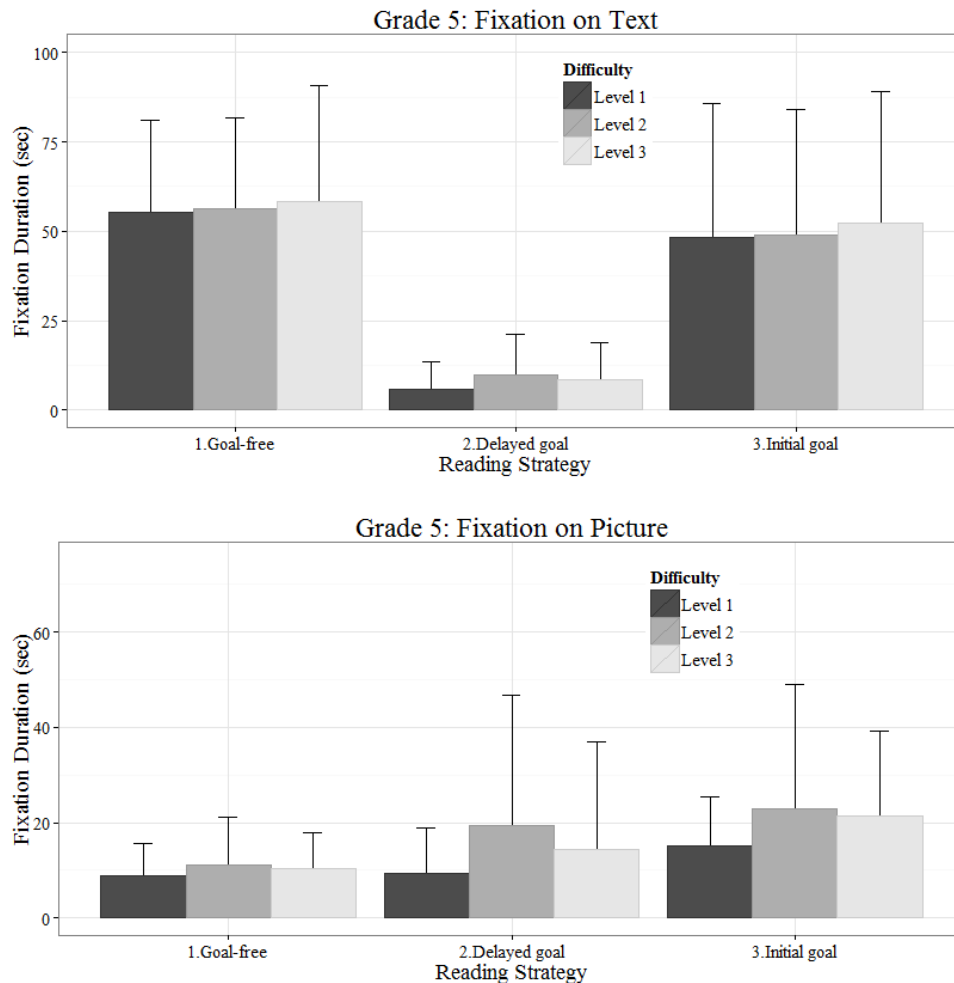 Grade 5: Fixation on Text
Fixation Duration (sec)
100
75
50
25
0
Difficulty
Level 1
Level 2
Level 3
1.Goal-free 2.Delayed goal 3.Initial goal
Reading Strategy
Grade 5: Fixation on Picture
Fixation Duration (sec)
60
40
20
0
Difficulty
Level 1
Level 2
Level 3
1.Goal-free 2.Delayed goal 3.Initial goal
Reading Strategy